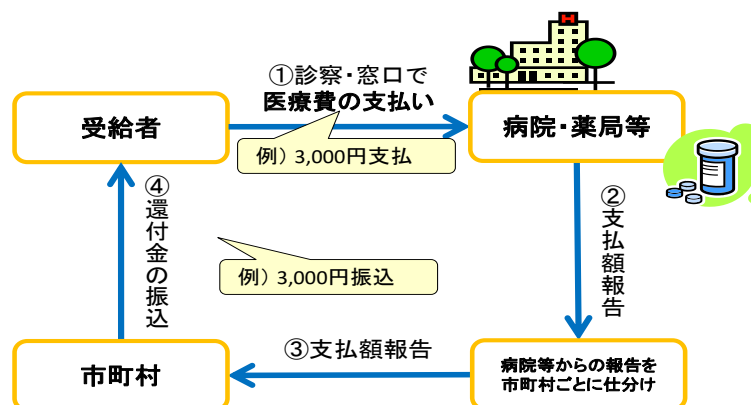 ①診察・窓口で
医療費の支払い
受給者
病院・薬局等
例） 3,000円支払
④還付金の振込
②支払額報告
例） 3,000円振込
③支払額報告
市町村
病院等からの報告を
市町村ごとに仕分け